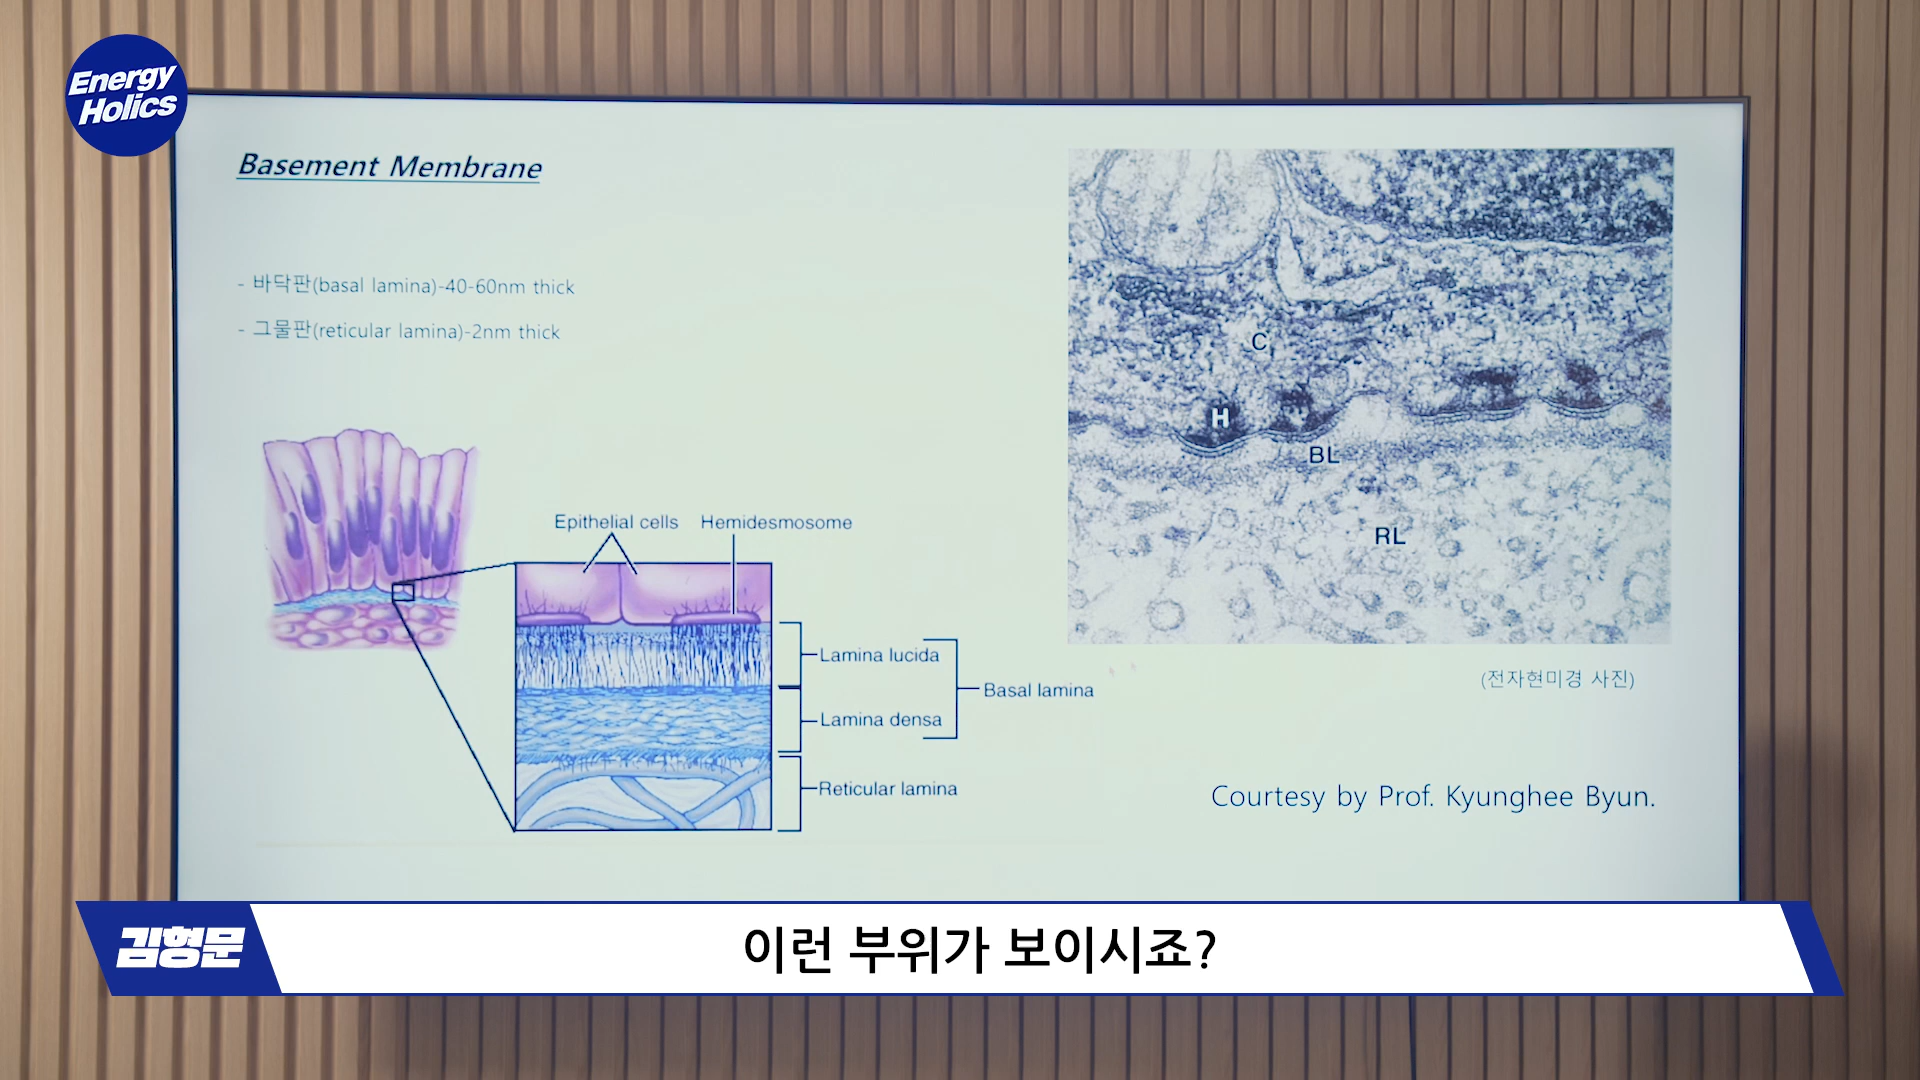 Energy
Holics
Basement Membrane
- 바닥판(basal lamina)-40-60nm thick
- 그물판(reticular lamina)-2nm thick
Epithelial cells
Hemidesmosome
Lamina lucida
Lamina densa
Basal lamina
Reticular lamina
C
H
BL
RL
(전자현미경 사진)
Courtesy by Prof. Kyunghee Byun.
김형문
이런 부위가 보이시죠?